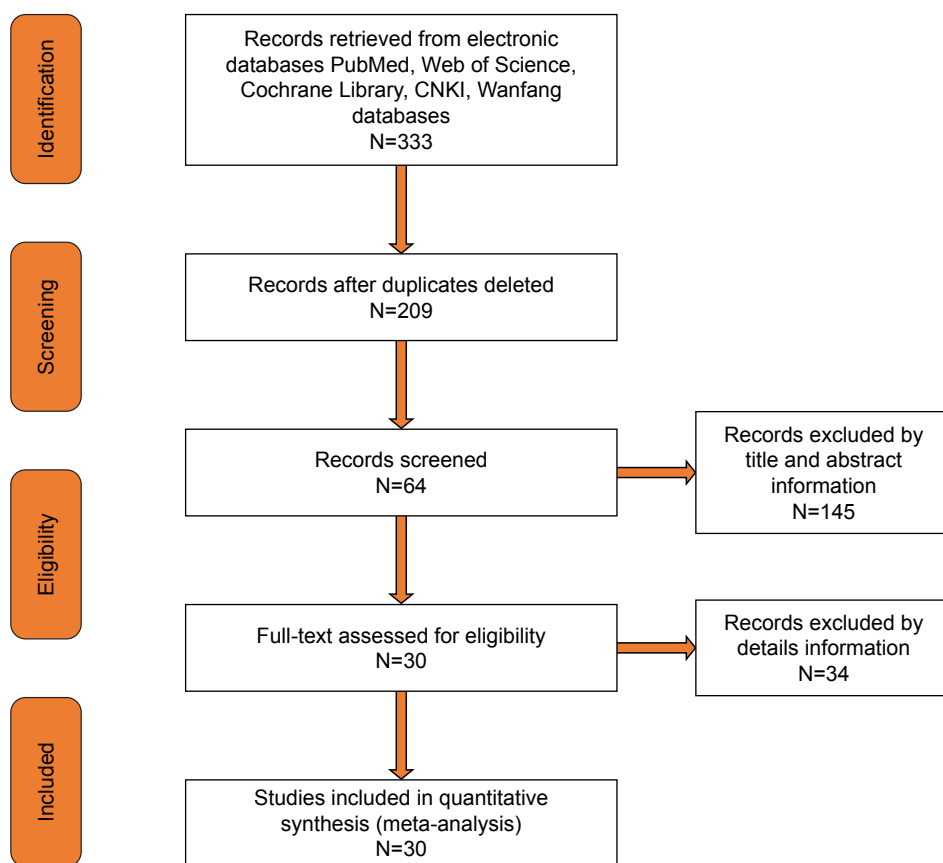 Identification
Records retrieved from electronic
databases PubMed, Web of Science,
Cochrane Library, CNKI, Wanfang
databases
N=333
Screening
Records after duplicates deleted
N=209
Records screened
N=64
Records excluded by
title and abstract
information
N=145
Eligibility
Full-text assessed for eligibility
N=30
Records excluded by
details information
N=34
Included
Studies included in quantitative
synthesis (meta-analysis)
N=30